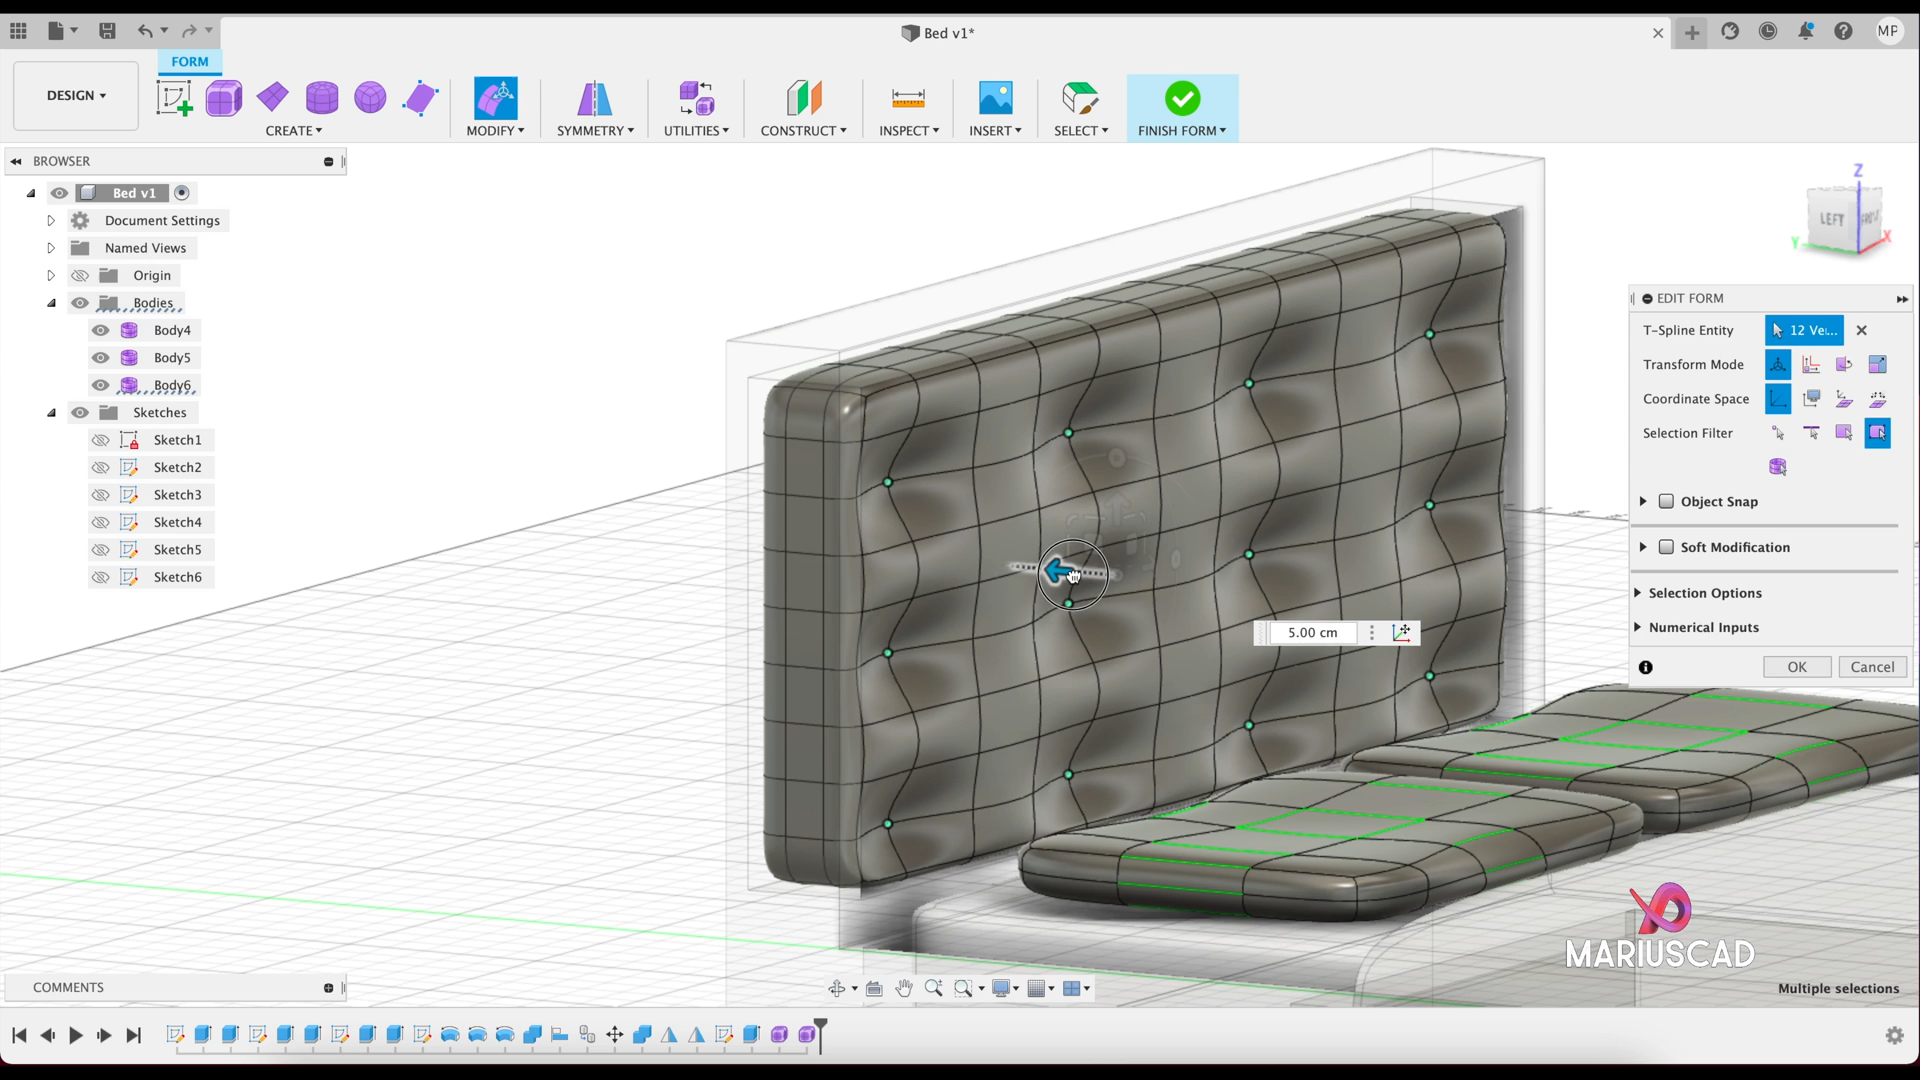 Bed v1*
MP
FORM
DESIGN
CREATE
MODIFY
SYMMETRY
UTILITIES
CONSTRUCT
INSPECT
INSERT
SELECT
FINISH FORM
BROWSER
Bed v1
Document Settings
Named Views
Origin
Bodies
Body4
Body5
Body6
Sketches
Sketch1
Sketch2
Sketch3
Sketch4
Sketch5
Sketch6
Z
LEFT
FRONT
Y
X
EDIT FORM
T-Spline Entity
12 Ve...
Transform Mode
Coordinate Space
Selection Filter
Object Snap
Soft Modification
Selection Options
Numerical Inputs
OK
Cancel
5.00 cm
MARIUSCAD
COMMENTS
Multiple selections